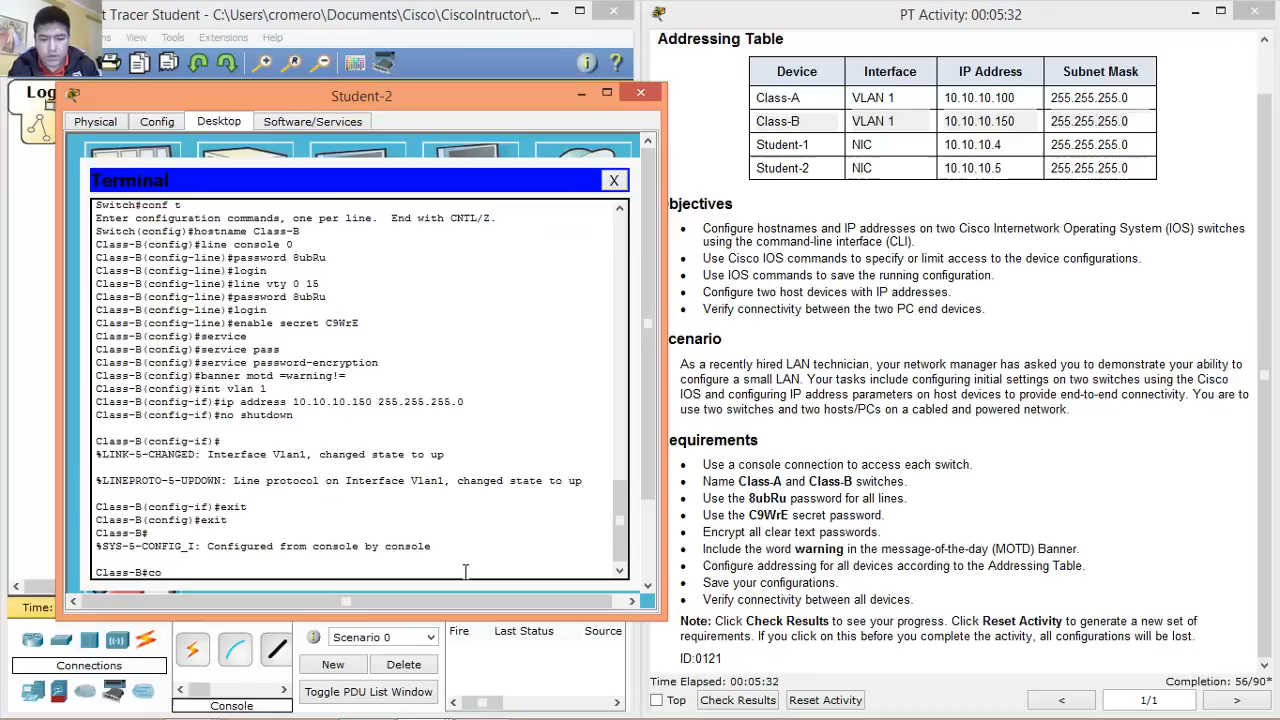 t Tracer Student - C:\Users\cromero\Documents\Cisco\CiscoIntructor\...
View Tools Extensions Help
Log
Student-2
Physical Config Desktop Software/Services
Terminal
X
Switch#conf t
Enter configuration commands, one per line. End with CNTL/Z.
Switch(config)#hostname Class-B
Class-B(config)#line console 0
Class-B(config-line)#password 8ubRu
Class-B(config-line)#login
Class-B(config-line)#line vty 0 15
Class-B(config-line)#password 8ubRu
Class-B(config-line)#login
Class-B(config-line)#enable secret C9WrE
Class-B(config)#service
Class-B(config)#service pass
Class-B(config)#service password-encryption
Class-B(config)#banner motd =warning!=
Class-B(config)#int vlan 1
Class-B(config-if)#ip address 10.10.10.150 255.255.255.0
Class-B(config-if)#no shutdown
Class-B(config-if)#
%LINK-5-CHANGED: Interface Vlan1, changed state to up
%LINEPROTO-5-UPDOWN: Line protocol on Interface Vlan1, changed state to up
Class-B(config-if)#exit
Class-B(config)#exit
Class-B#
%SYS-5-CONFIG_I: Configured from console by console
Class-B#co
Time:
Connections
Console
Scenario 0
New Delete
Toggle PDU List Window
Fire Last Status Source
PT Activity: 00:05:32
Addressing Table
Device Interface IP Address Subnet Mask
Class-A VLAN 1 10.10.10.100 255.255.255.0
Class-B VLAN 1 10.10.10.150 255.255.255.0
Student-1 NIC 10.10.10.4 255.255.255.0
Student-2 NIC 10.10.10.5 255.255.255.0
bjectives
• Configure hostnames and IP addresses on two Cisco Internetwork Operating System (IOS) switches
using the command-line interface (CLI).
• Use Cisco IOS commands to specify or limit access to the device configurations.
• Use IOS commands to save the running configuration.
• Configure two host devices with IP addresses.
• Verify connectivity between the two PC end devices.
cenario
As a recently hired LAN technician, your network manager has asked you to demonstrate your ability to
configure a small LAN. Your tasks include configuring initial settings on two switches using the Cisco
IOS and configuring IP address parameters on host devices to provide end-to-end connectivity. You are to
use two switches and two hosts/PCs on a cabled and powered network.
equirements
• Use a console connection to access each switch.
• Name Class-A and Class-B switches.
• Use the 8ubRu password for all lines.
• Use the C9WrE secret password.
• Encrypt all clear text passwords.
• Include the word warning in the message-of-the-day (MOTD) Banner.
• Configure addressing for all devices according to the Addressing Table.
• Save your configurations.
• Verify connectivity between all devices.
Note: Click Check Results to see your progress. Click Reset Activity to generate a new set of
requirements. If you click on this before you complete the activity, all configurations will be lost.
ID:0121
Time Elapsed: 00:05:32 Completion: 56/90*
Top Check Results Reset Activity < 1/1 >